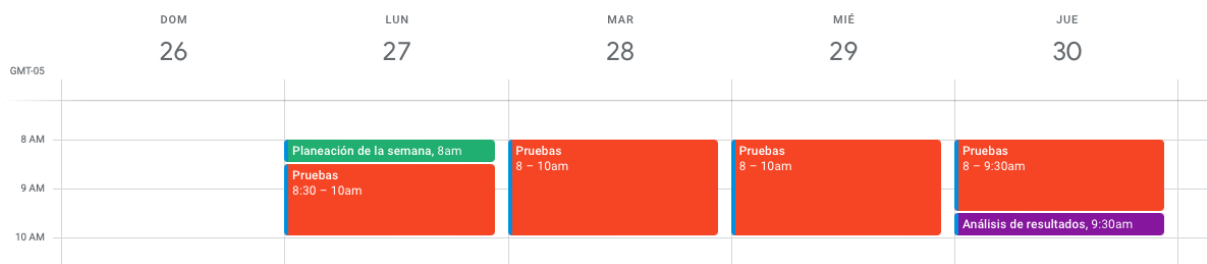 DOM
26
LUN
27
MAR
28
MIÉ
29
JUE
30
GMT-05
8 AM
9 AM
10 AM
Planeación de la semana, 8am
Pruebas
8:30 – 10am
Pruebas
8 – 10am
Pruebas
8 – 10am
Pruebas
8 – 9:30am
Análisis de resultados, 9:30am